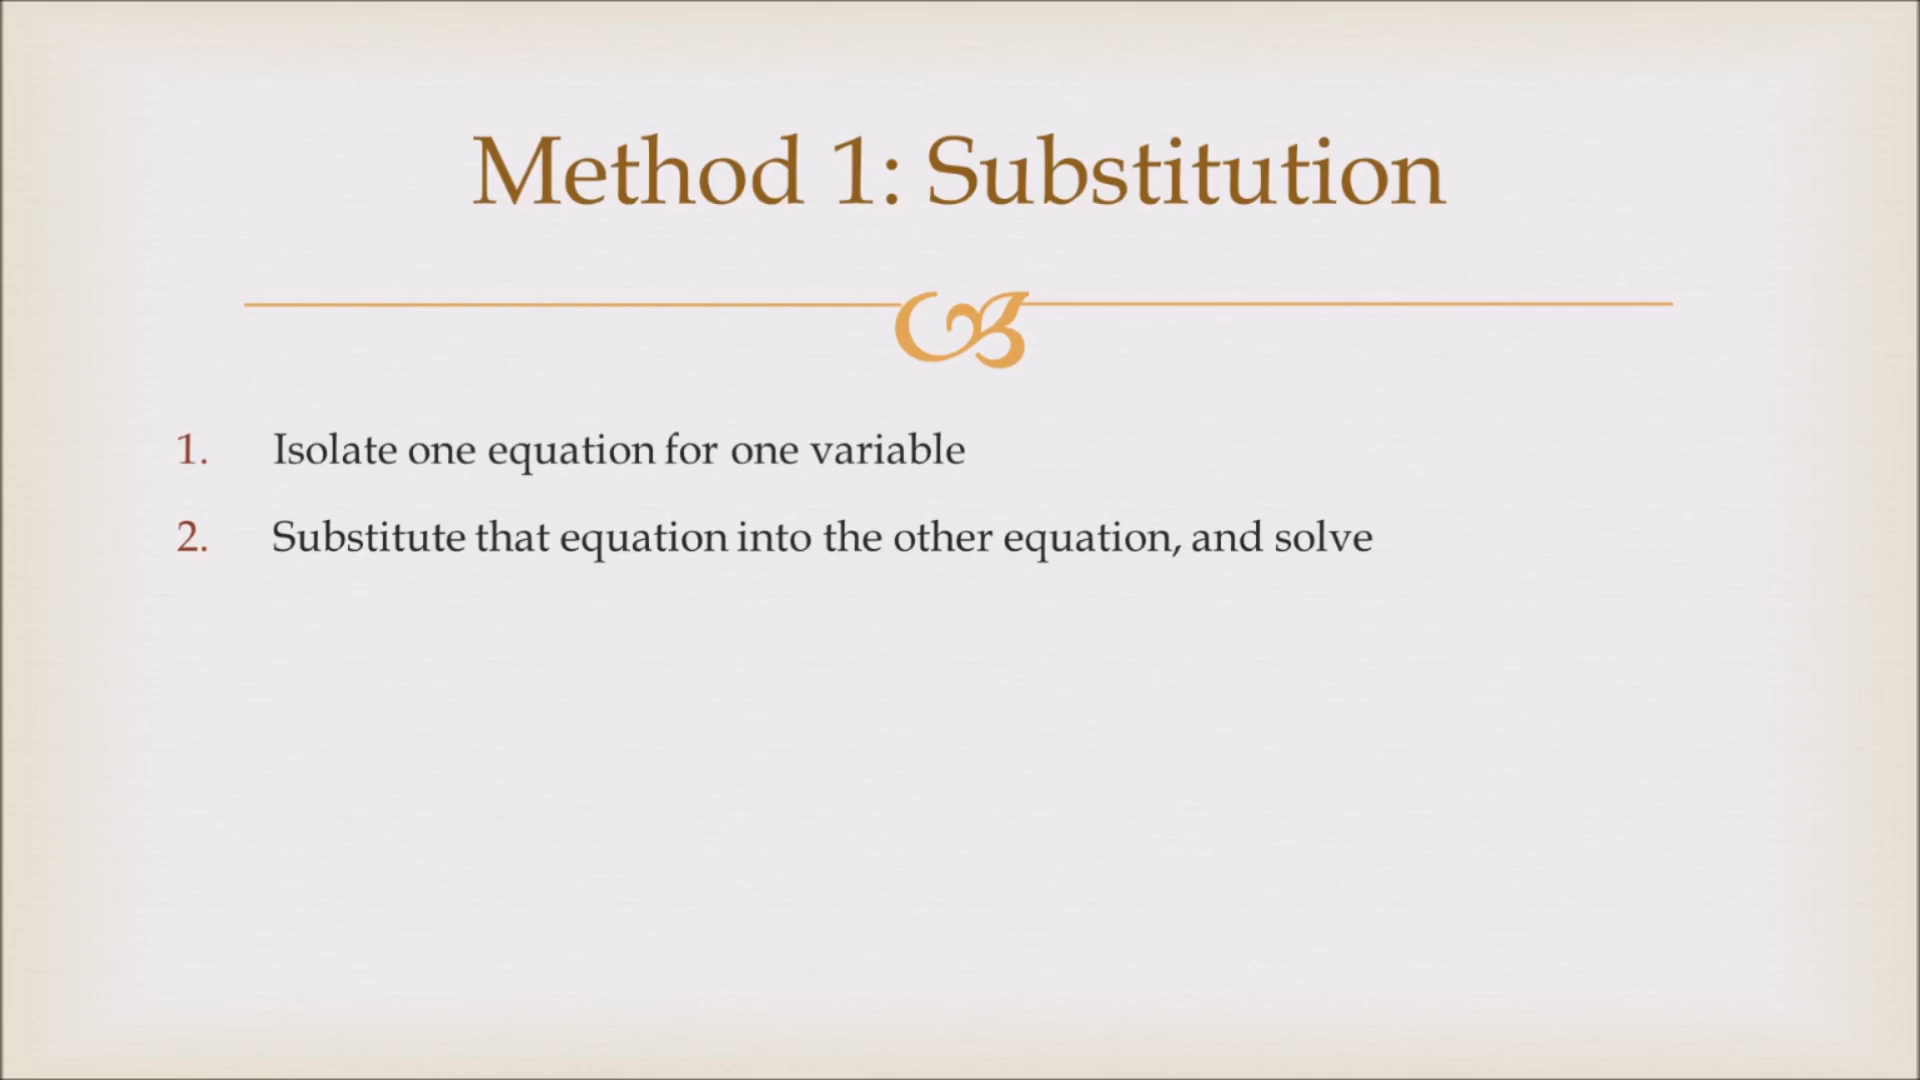 Method 1: Substitution
1. Isolate one equation for one variable
2. Substitute that equation into the other equation, and solve